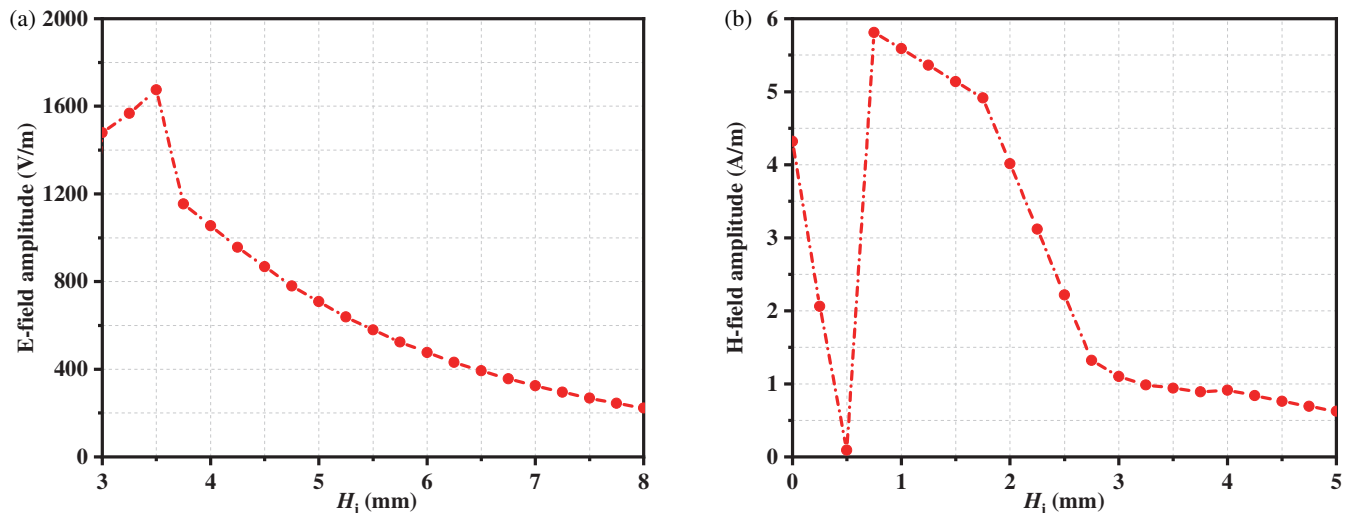 (a)
2000
1600
1200
800
400
0
E-field amplitude (V/m)
3 4 5 6 7 8
Hi (mm)
(b)
6
5
4
3
2
1
0
H-field amplitude (A/m)
0 1 2 3 4 5
Hi (mm)